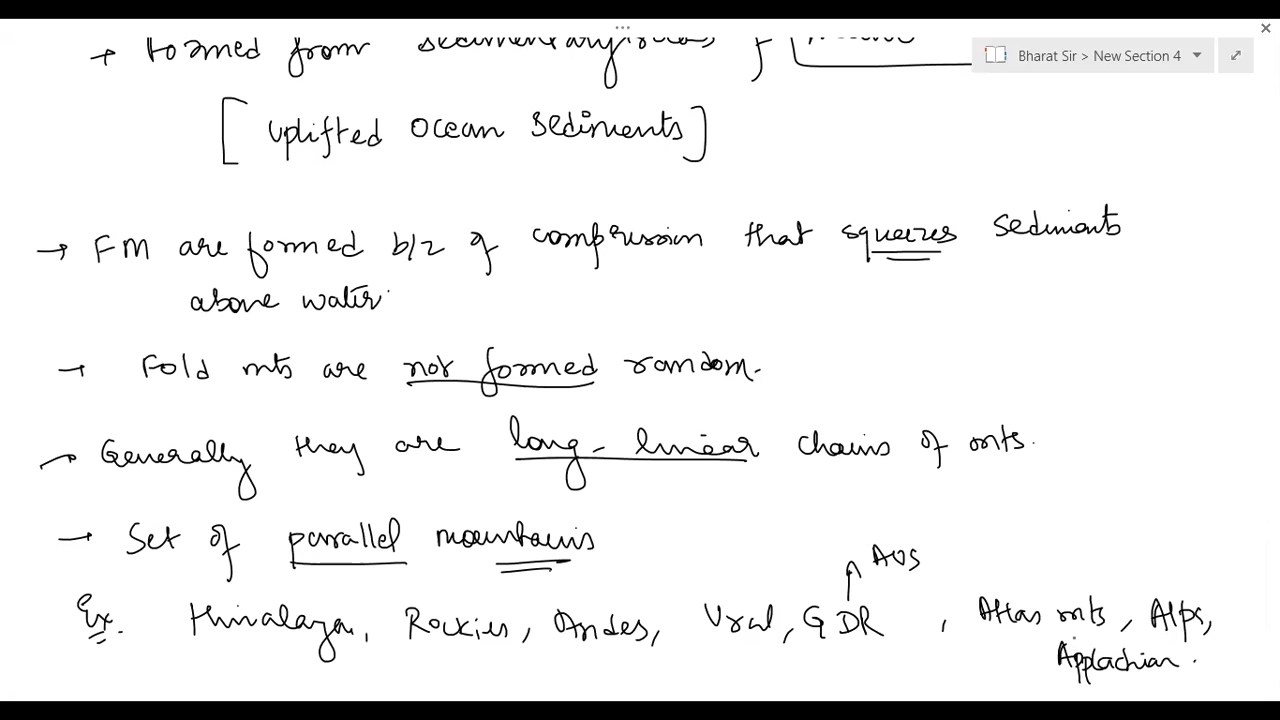 → formed from sedimentary
Bharat Sir > New Section 4
[uplifted ocean sediments]
→ FM are formed b/z of compression that squeezes sediments
above water.
→ Fold mts are not formed random.
→ Generally they are long-linear chains of mts.
→ Set of parallel mountains
AUS
Ex. Himalayan, Rockies, Andes, Ural, GDR, Atlas mts, Alps,
Applachian.